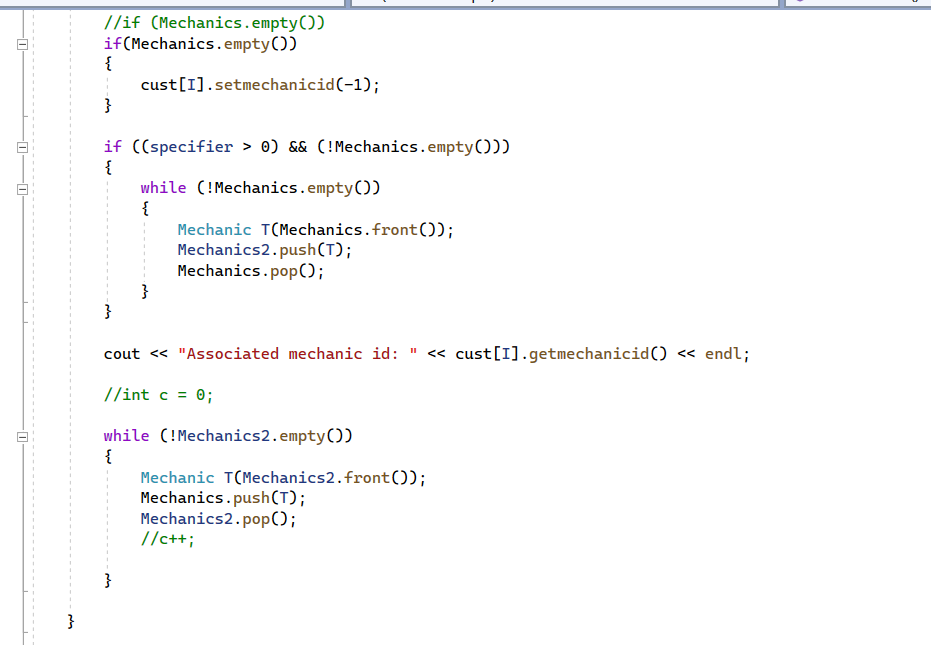 //if (Mechanics.empty())
if(Mechanics.empty())
{
cust[I].setmechanicid(-1);
}
if ((specifier > 0) && (!Mechanics.empty()))
{
while (!Mechanics.empty())
{
Mechanic T(Mechanics.front());
Mechanics2.push(T);
Mechanics.pop();
}
}
cout << "Associated mechanic id: " << cust[I].getmechanicid() << endl;
//int c = 0;
while (!Mechanics2.empty())
{
Mechanic T(Mechanics2.front());
Mechanics.push(T);
Mechanics2.pop();
//c++;
}
}